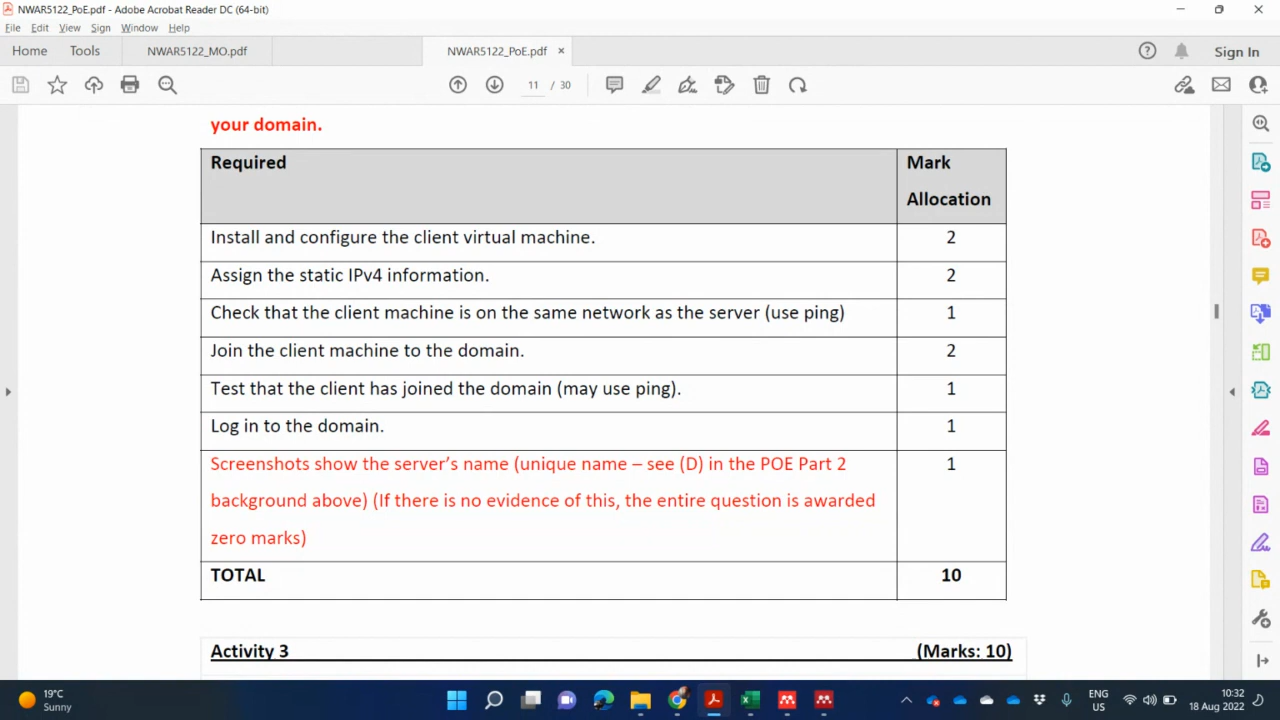 NWAR5122_PoE.pdf - Adobe Acrobat Reader DC (64-bit)
File Edit View Sign Window Help
Home Tools NWAR5122_MO.pdf NWAR5122_PoE.pdf × Sign In
11 / 30
your domain.
Required Mark
Allocation
Install and configure the client virtual machine. 2
Assign the static IPv4 information. 2
Check that the client machine is on the same network as the server (use ping) 1
Join the client machine to the domain. 2
Test that the client has joined the domain (may use ping). 1
Log in to the domain. 1
Screenshots show the server’s name (unique name – see (D) in the POE Part 2 1
background above) (If there is no evidence of this, the entire question is awarded
zero marks)
TOTAL 10
Activity 3 (Marks: 10)
19°C ENG 10:32
Sunny US 18 Aug 2022